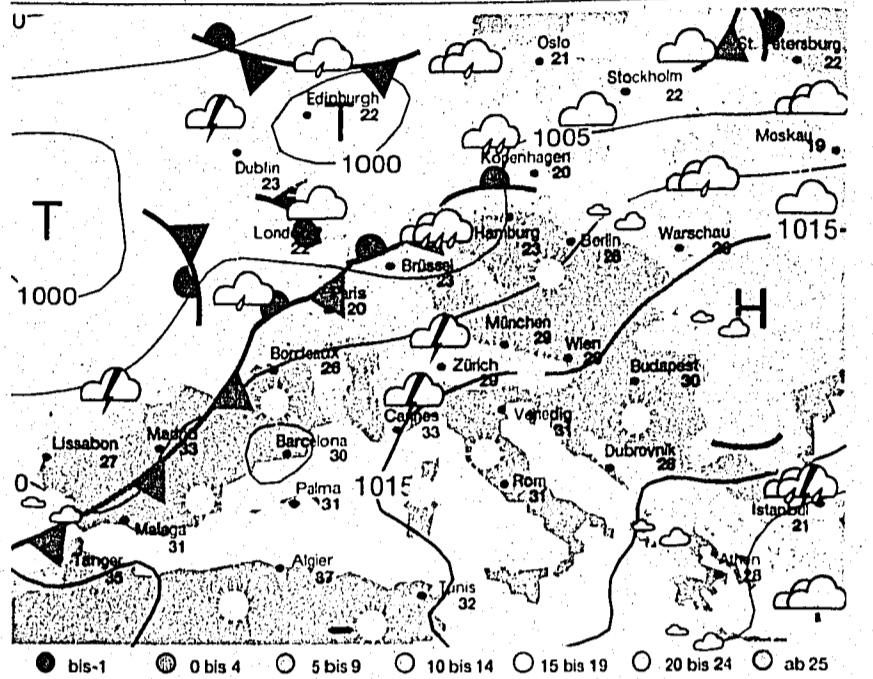 Oslo
21
St. Petersburg
22
Stockholm
22
Edinburgh
22
T
1000
1005
Moskau
19
Kopenhagen
20
Dublin
23
T
1015
22
Hamburg
23
Berlin
Warschau
Brüssel
23
1000
H
Paris
20
München
29
Wien
29
Bordeaux
26
Zürich
29
Budapest
30
Cannes
33
Venedig
31
Lissabon
27
Madrid
33
Barcelona
30
Dubrovnik
28
Palma
31
1015
Rom
31
Istanbul
21
Malaga
31
Tanger
35
Algier
37
Athen
28
Tunis
32
bis-1
0 bis 4
5 bis 9
10 bis 14
15 bis 19
20 bis 24
ab 25